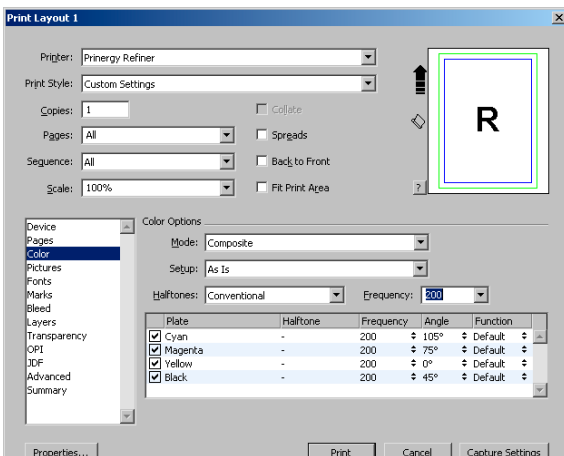 Print Layout 1
Printer: Prinergy Refiner
Print Style: Custom Settings
Copies: 1
Collate
Pages: All
Spreads
Sequence: All
Back to Front
Scale: 100%
Fit Print Area
?
R
Device
Pages
Color
Pictures
Fonts
Marks
Bleed
Layers
Transparency
OPI
JDF
Advanced
Summary
Color Options
Mode: Composite
Setup: As Is
Halftones: Conventional Frequency: 200
Plate Halftone Frequency Angle Function
Cyan - 200 105° Default
Magenta - 200 75° Default
Yellow - 200 0° Default
Black - 200 45° Default
Properties... Print Cancel Capture Settings